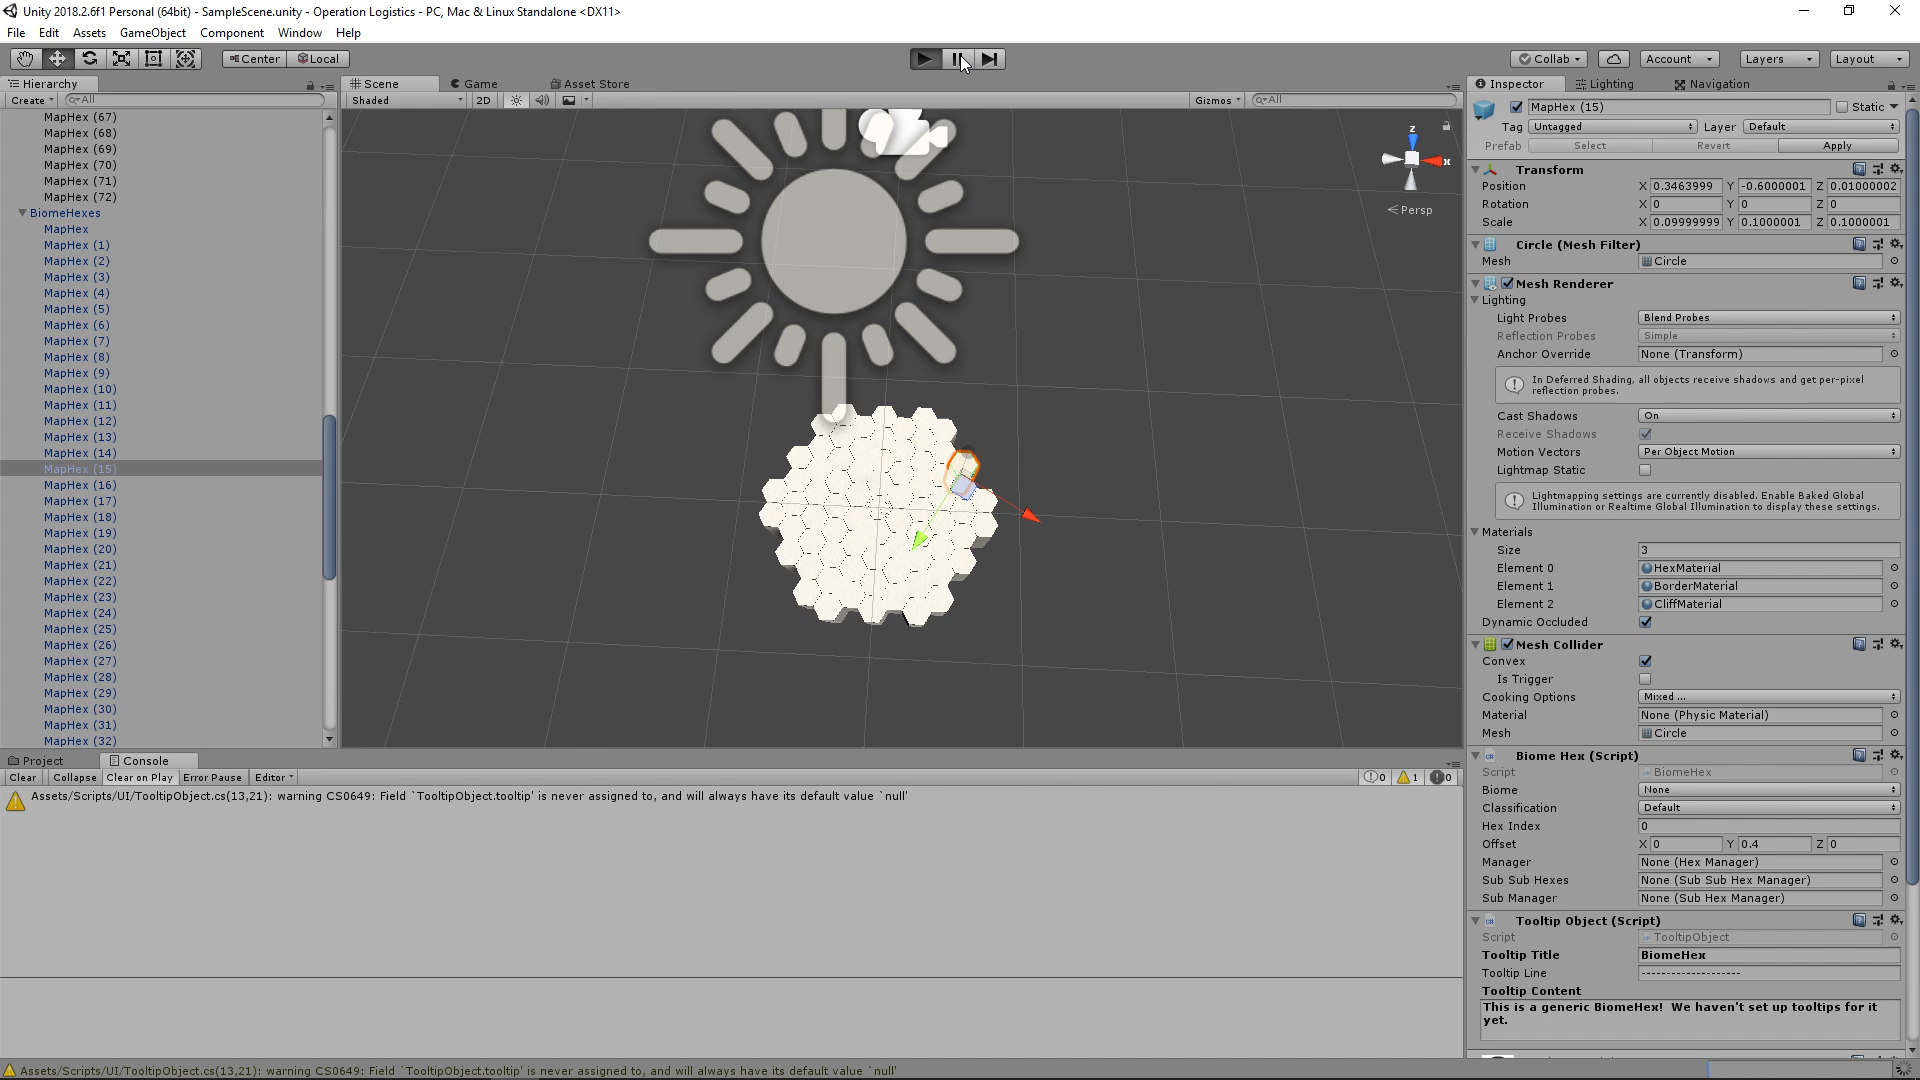 Unity 2018.2.6f1 Personal (64bit) - SampleScene.unity - Operation Logistics - PC, Mac & Linux Standalone <DX11>
File Edit Assets GameObject Component Window Help
Center Local Collab Account Layers Layout
Hierarchy
Create All
MapHex (67)
MapHex (68)
MapHex (69)
MapHex (70)
MapHex (71)
MapHex (72)
BiomeHexes
MapHex
MapHex (1)
MapHex (2)
MapHex (3)
MapHex (4)
MapHex (5)
MapHex (6)
MapHex (7)
MapHex (8)
MapHex (9)
MapHex (10)
MapHex (11)
MapHex (12)
MapHex (13)
MapHex (14)
MapHex (15)
MapHex (16)
MapHex (17)
MapHex (18)
MapHex (19)
MapHex (20)
MapHex (21)
MapHex (22)
MapHex (23)
MapHex (24)
MapHex (25)
MapHex (26)
MapHex (27)
MapHex (28)
MapHex (29)
MapHex (30)
MapHex (31)
MapHex (32)
Scene Game Asset Store
Shaded 2D Gizmos All
z
x
Persp
Inspector Lighting Navigation
MapHex (15) Static
Tag Untagged Layer Default
Prefab Select Revert Apply
Transform
Position X 0.3463999 Y -0.6000001 Z 0.01000002
Rotation X 0 Y 0 Z 0
Scale X 0.09999999 Y 0.1000001 Z 0.1000001
Circle (Mesh Filter)
Mesh Circle
Mesh Renderer
Lighting
Light Probes Blend Probes
Reflection Probes Simple
Anchor Override None (Transform)
In Deferred Shading, all objects receive shadows and get per-pixel
reflection probes.
Cast Shadows On
Receive Shadows
Motion Vectors Per Object Motion
Lightmap Static
Lightmapping settings are currently disabled. Enable Baked Global
Illumination or Realtime Global Illumination to display these settings.
Materials
Size 3
Element 0 HexMaterial
Element 1 BorderMaterial
Element 2 CliffMaterial
Dynamic Occluded
Mesh Collider
Convex
Is Trigger
Cooking Options Mixed ...
Material None (Physic Material)
Mesh Circle
Biome Hex (Script)
Script BiomeHex
Biome None
Classification Default
Hex Index 0
Offset X 0 Y 0.4 Z 0
Manager None (Hex Manager)
Sub Sub Hexes None (Sub Sub Hex Manager)
Sub Manager None (Sub Hex Manager)
Tooltip Object (Script)
Script TooltipObject
Tooltip Title BiomeHex
Tooltip Line --------------------
Tooltip Content
This is a generic BiomeHex! We haven't set up tooltips for it
yet.
Project Console
Clear Collapse Clear on Play Error Pause Editor 0 1 0
Assets/Scripts/UI/TooltipObject.cs(13,21): warning CS0649: Field `TooltipObject.tooltip' is never assigned to, and will always have its default value `null'
Assets/Scripts/UI/TooltipObject.cs(13,21): warning CS0649: Field `TooltipObject.tooltip' is never assigned to, and will always have its default value `null'